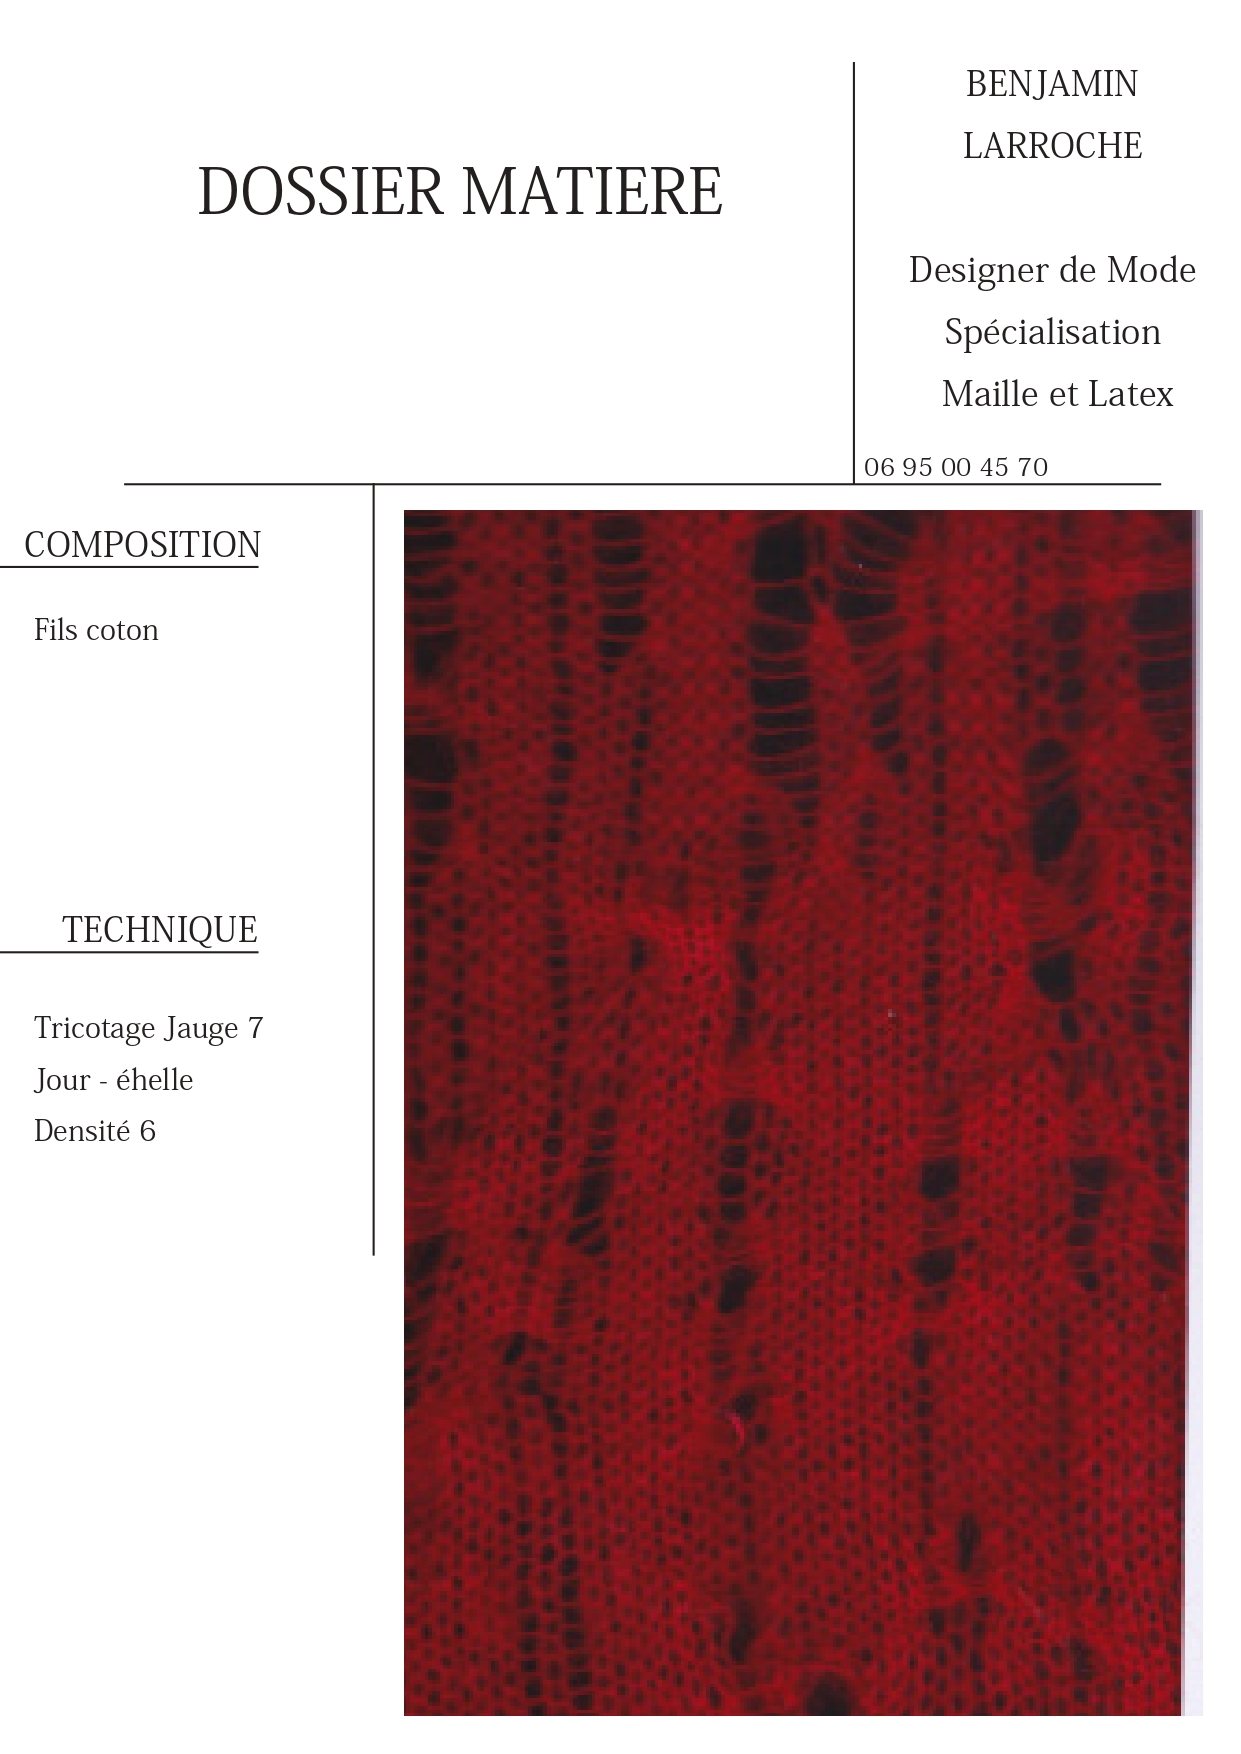 DOSSIER MATIERE
BENJAMIN
LARROCHE
Designer de Mode
Spécialisation
Maille et Latex
06 95 00 45 70
COMPOSITION
Fils coton
TECHNIQUE
Tricotage Jauge 7
Jour - éhelle
Densité 6